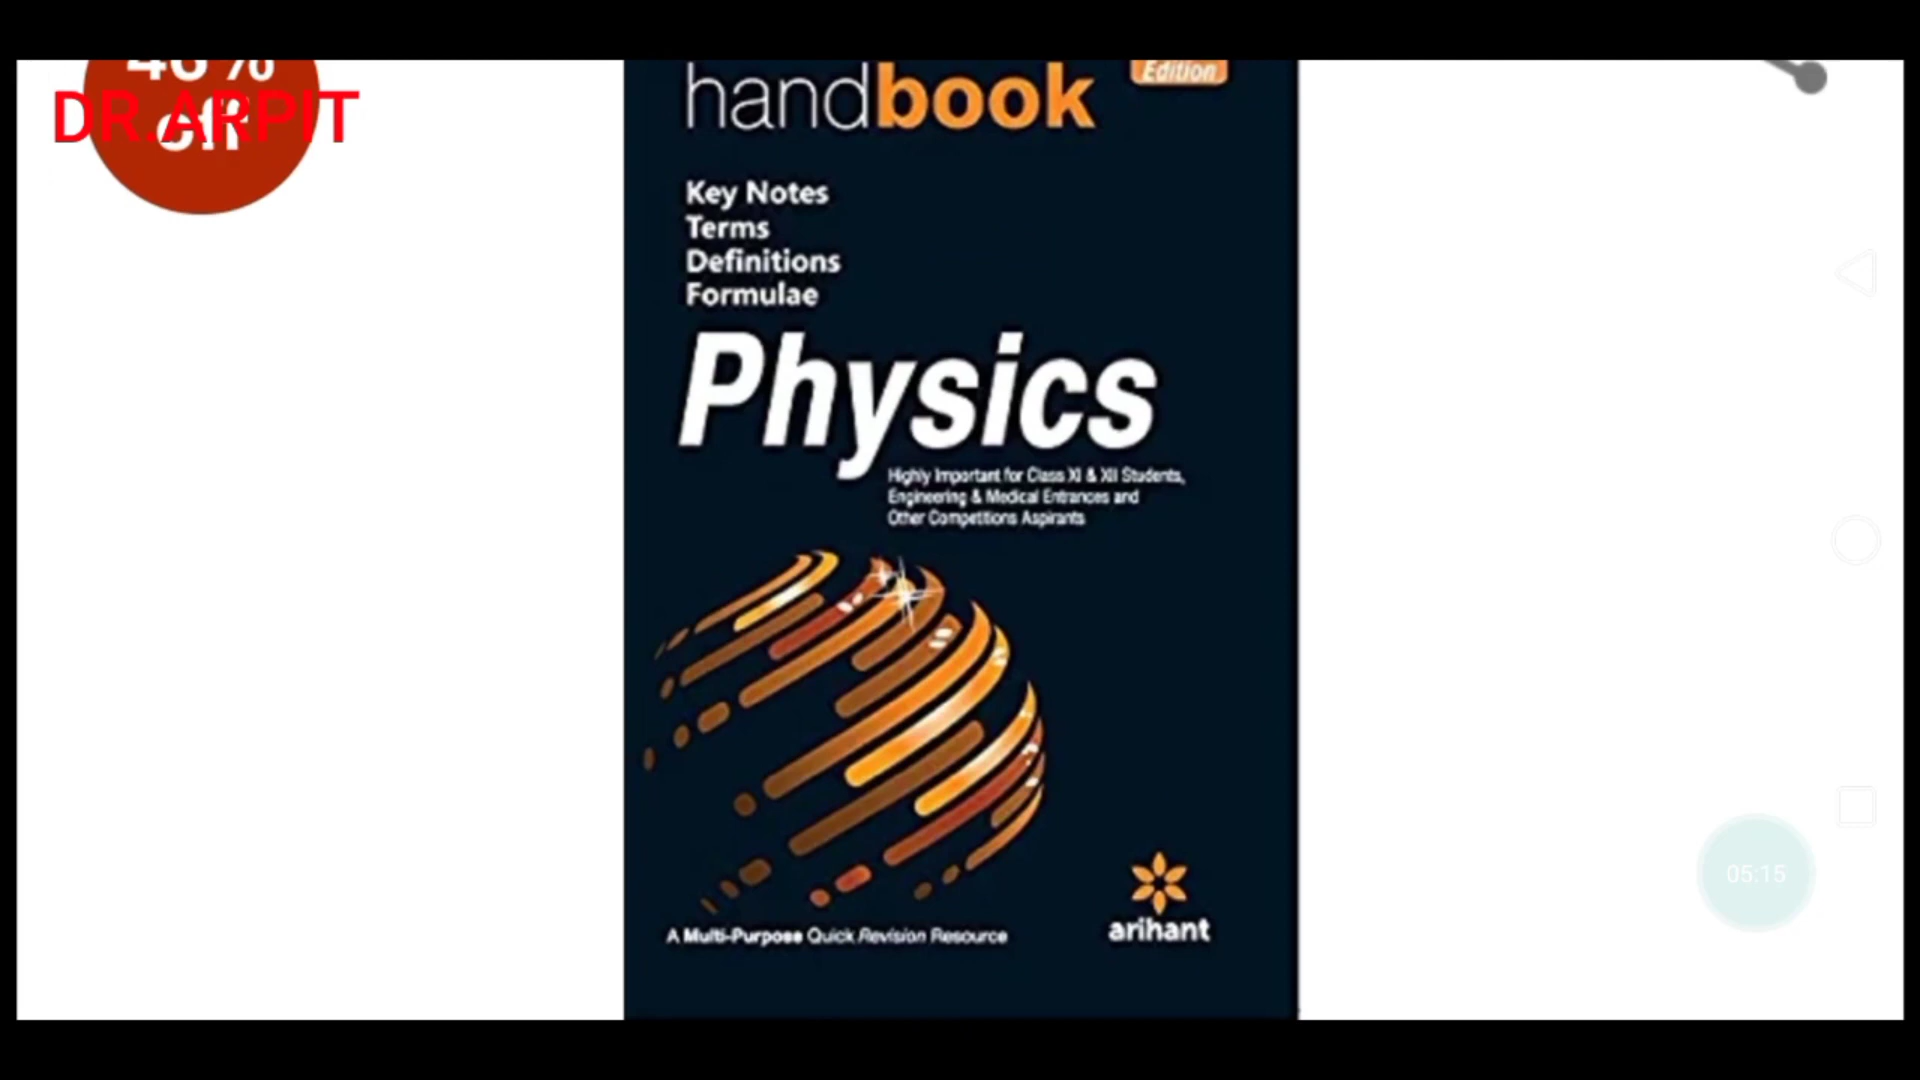 off
DR.ARPIT
handbook
Edition
Key Notes
Terms
Definitions
Formulae
Physics
Highly Important for Class XI & XII Students,
Engineering & Medical Entrances and
Other Competitions Aspirants
A Multi-Purpose Quick Revision Resource
arihant
05:15